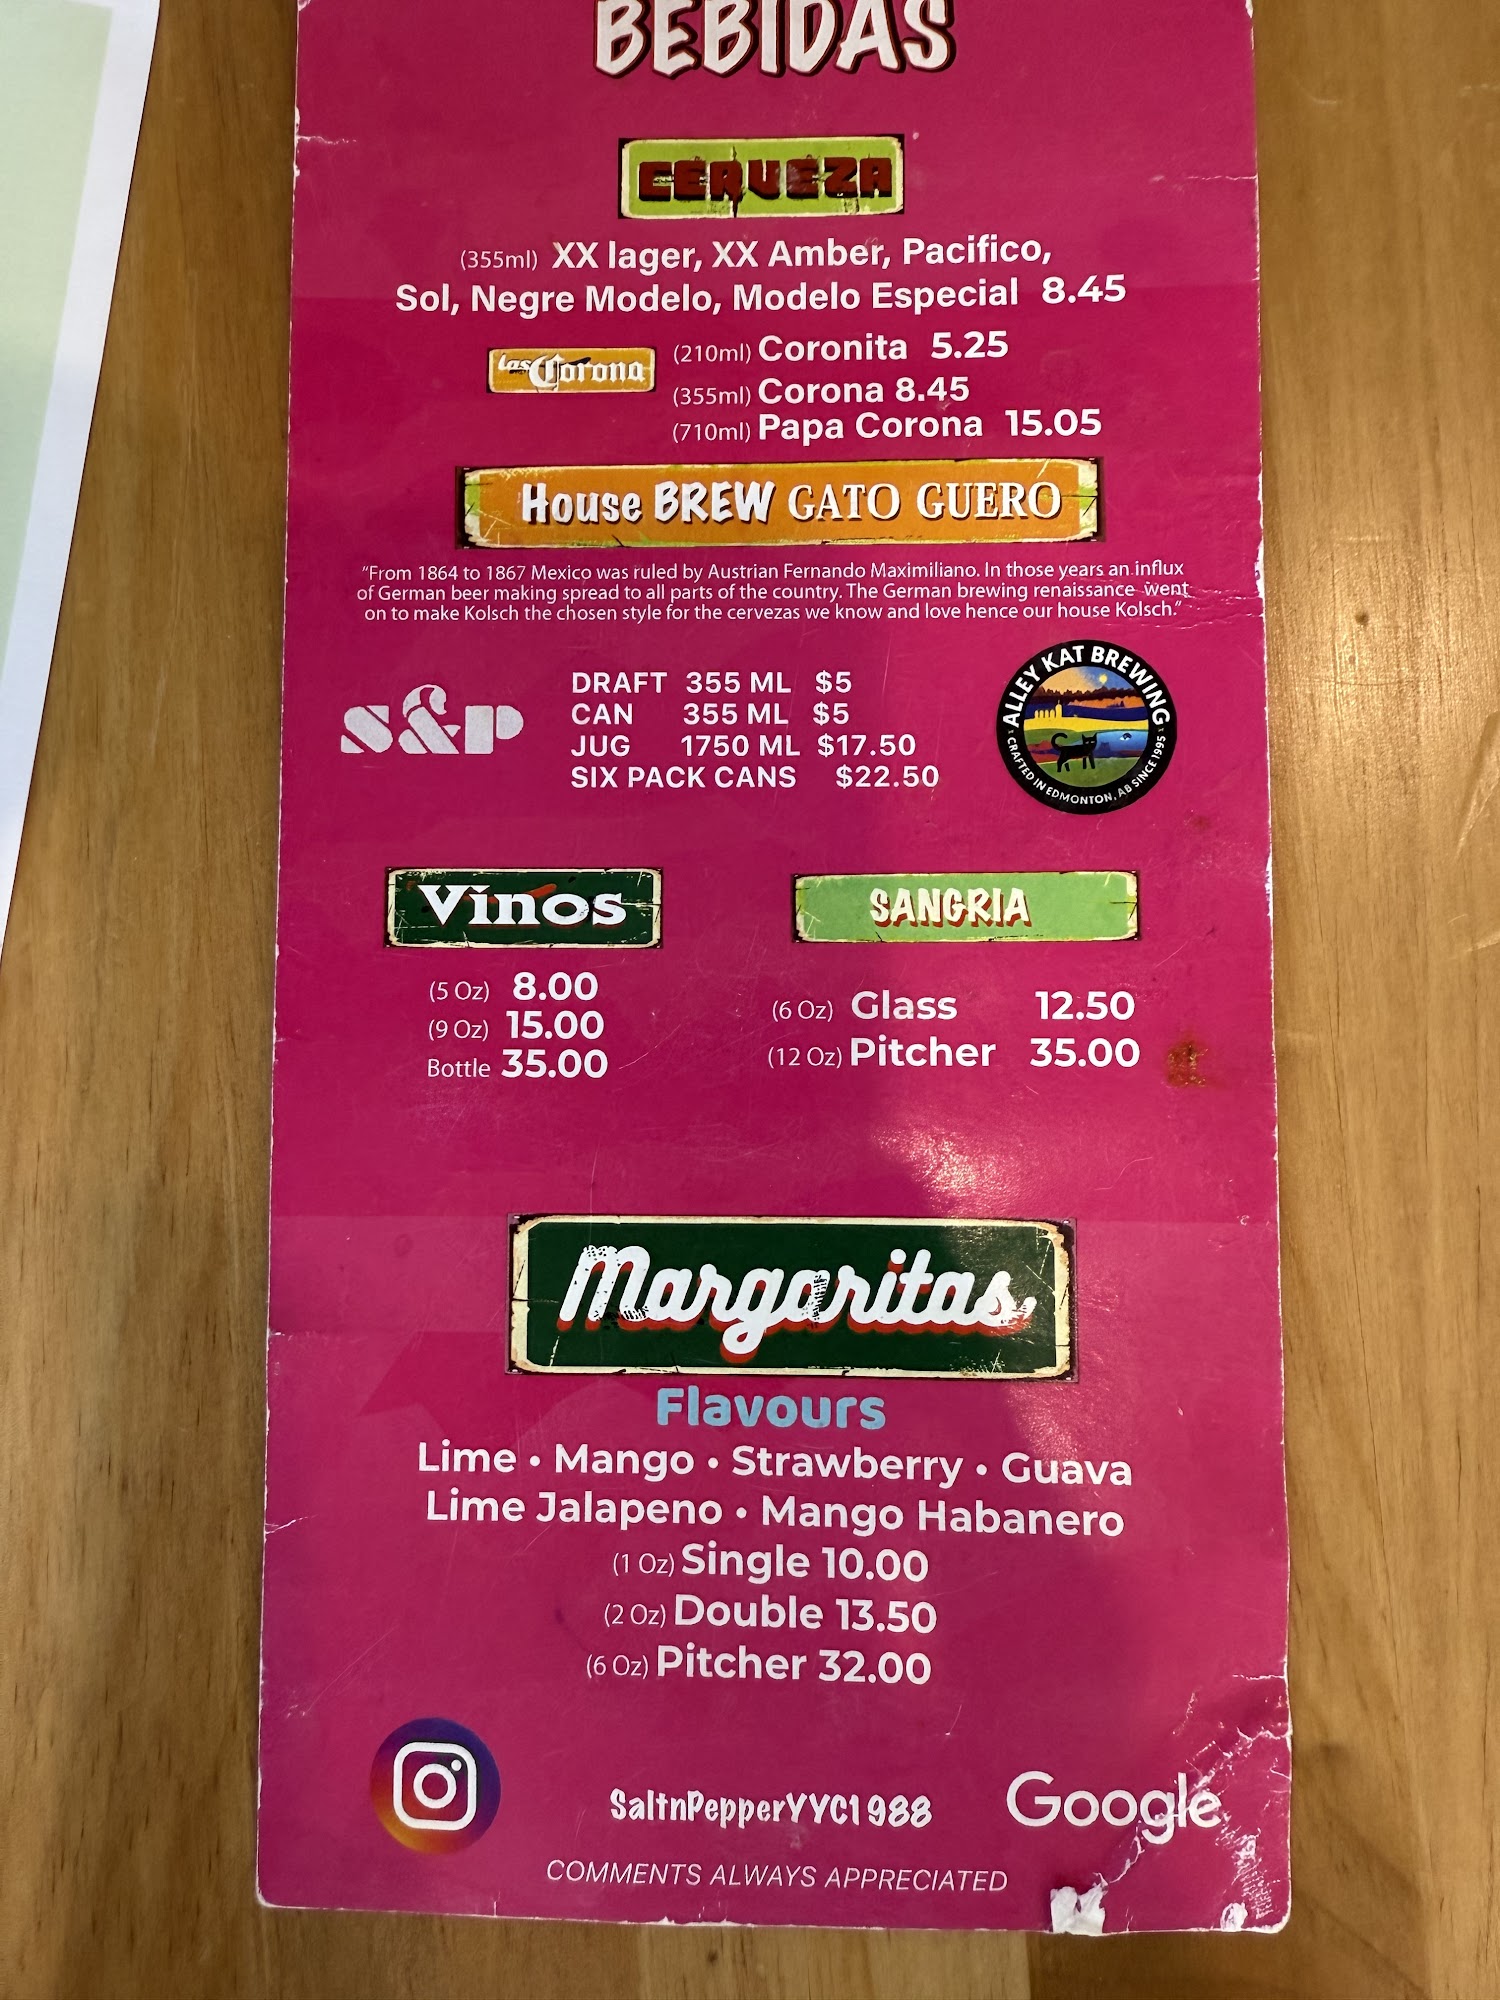 BEBIDAS
CERVEZA
(355ml) XX lager, XX Amber, Pacifico,
Sol, Negre Modelo, Modelo Especial 8.45
Las Corona
(210ml) Coronita 5.25
(355ml) Corona 8.45
(710ml) Papa Corona 15.05
House BREW GATO GUERO
"From 1864 to 1867 Mexico was ruled by Austrian Fernando Maximiliano. In those years an influx
of German beer making spread to all parts of the country. The German brewing renaissance went
on to make Kolsch the chosen style for the cervezas we know and love hence our house Kolsch."
S&P
DRAFT 355 ML $5
CAN 355 ML $5
JUG 1750 ML $17.50
SIX PACK CANS $22.50
ALLEY KAT BREWING
CRAFTED IN EDMONTON, AB SINCE 1995
Vinos
(5 Oz) 8.00
(9 Oz) 15.00
Bottle 35.00
SANGRIA
(6 Oz) Glass 12.50
(12 Oz) Pitcher 35.00
Margaritas
Flavours
Lime • Mango • Strawberry • Guava
Lime Jalapeno • Mango Habanero
(1 Oz) Single 10.00
(2 Oz) Double 13.50
(6 Oz) Pitcher 32.00
SaltnPepperYYC1988
Google
COMMENTS ALWAYS APPRECIATED